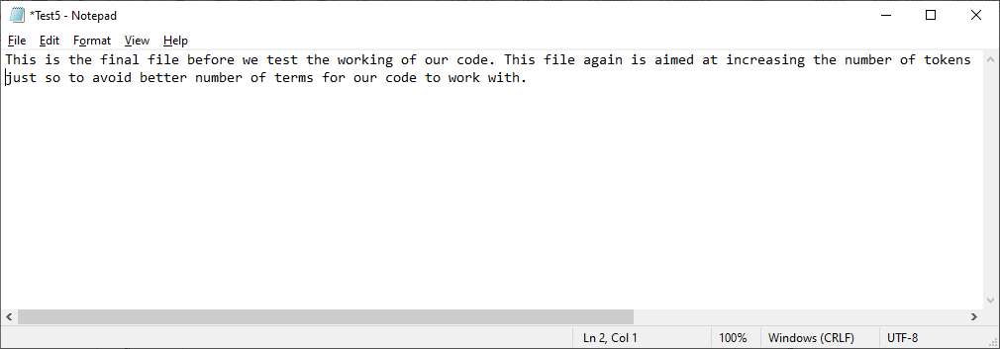 *Test5 - Notepad
File Edit Format View Help
This is the final file before we test the working of our code. This file again is aimed at increasing the number of tokens
just so to avoid better number of terms for our code to work with.
Ln 2, Col 1 100% Windows (CRLF) UTF-8